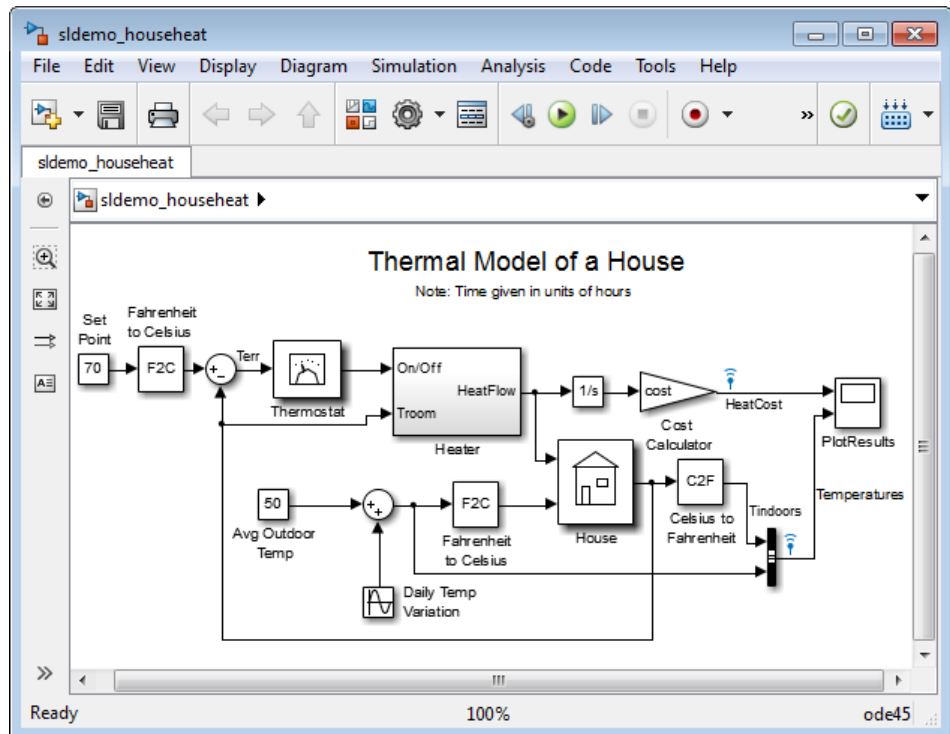 sldemo_househeat
File Edit View Display Diagram Simulation Analysis Code Tools Help
»
sldemo_househeat
sldemo_househeat
Thermal Model of a House
Note: Time given in units of hours
Set
Point
70
Fahrenheit
to Celsius
F2C
+
-
Terr
Thermostat
On/Off
HeatFlow
Troom
Heater
1/s
cost
Cost
Calculator
HeatCost
PlotResults
50
Avg Outdoor
Temp
+
+
F2C
Fahrenheit
to Celsius
House
C2F
Celsius to
Fahrenheit
Tindoors
Temperatures
Daily Temp
Variation
A
»
Ready
100%
ode45